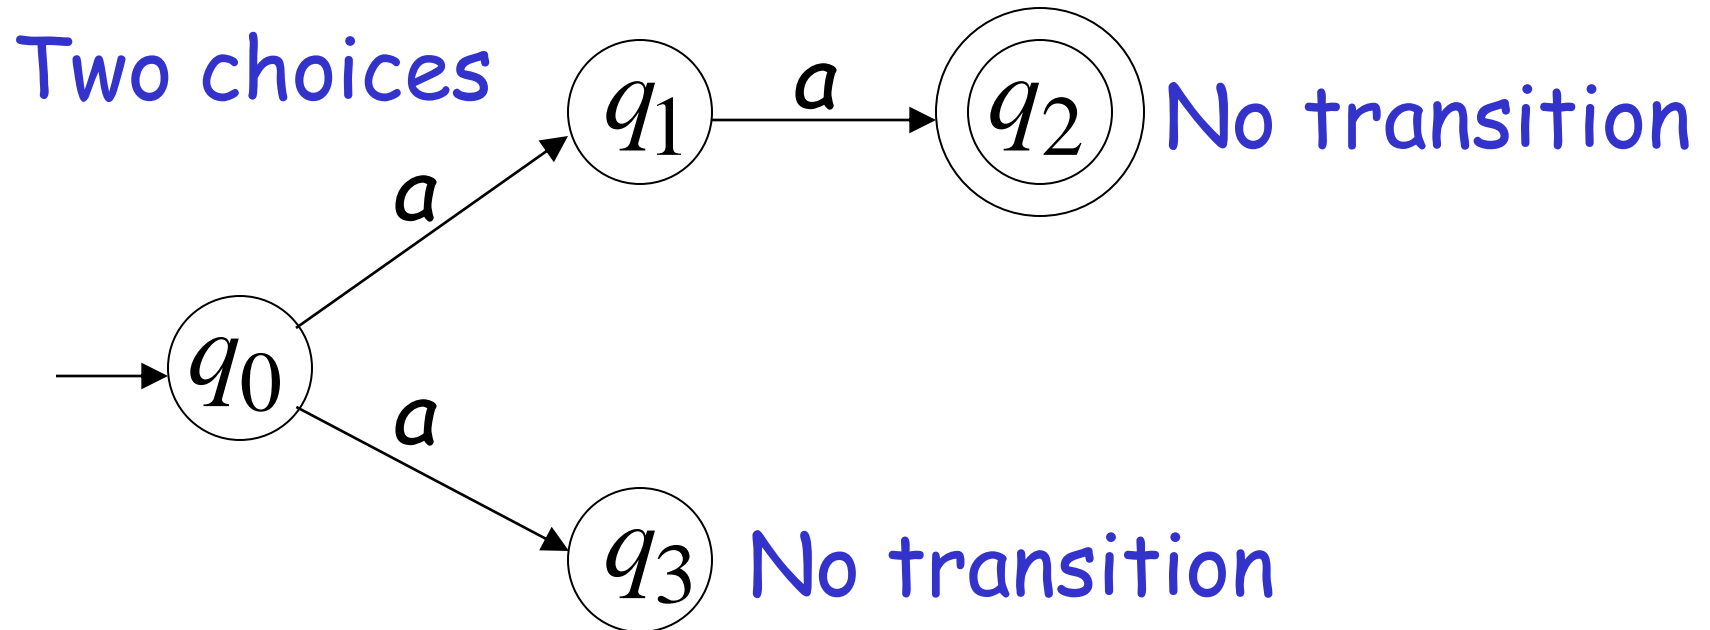 Two choices
q1
a
q2
No transition
a
q0
a
q3
No transition